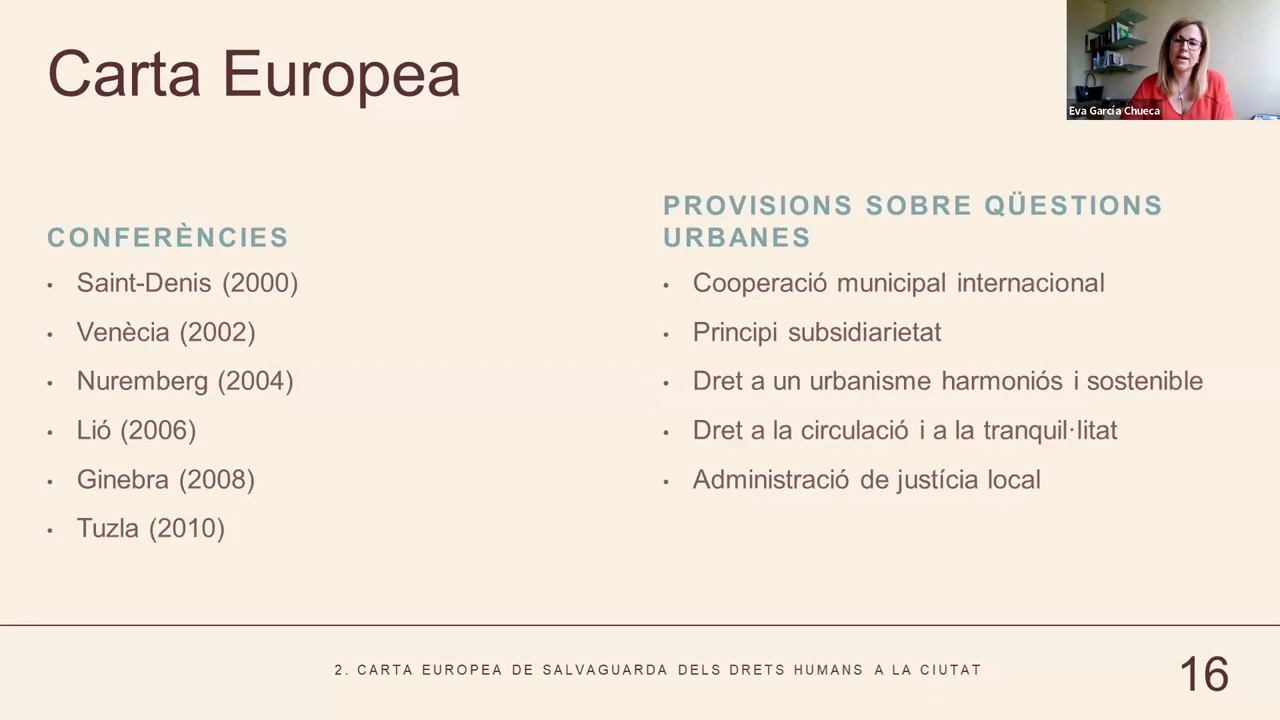 Carta Europea
Eva García Chueca
CONFERÈNCIES
• Saint-Denis (2000)
• Venècia (2002)
• Nuremberg (2004)
• Lió (2006)
• Ginebra (2008)
• Tuzla (2010)
PROVISIONS SOBRE QÜESTIONS
URBANES
• Cooperació municipal internacional
• Principi subsidiarietat
• Dret a un urbanisme harmoniós i sostenible
• Dret a la circulació i a la tranquil·litat
• Administració de justícia local
2. CARTA EUROPEA DE SALVAGUARDA DELS DRETS HUMANS A LA CIUTAT
16